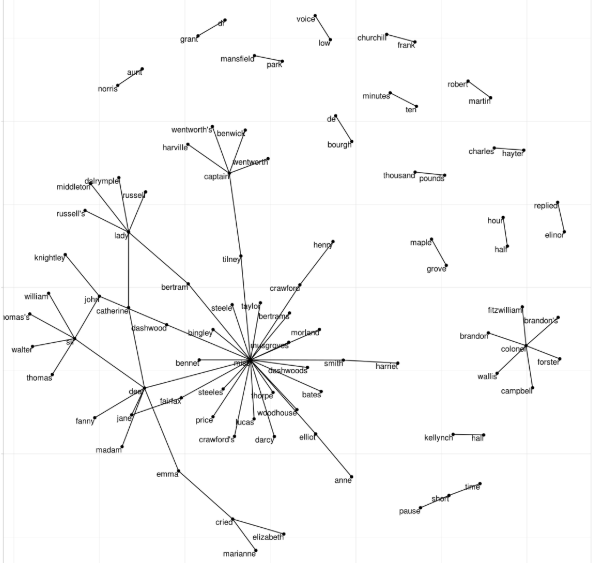 dr
grant
voice
low
churchill
frank
mansfield
park
aunt
norris
robert
martin
minutes
ten
de
bourgh
wentworth's
benwick
harville
wentworth
captain
charles
hayter
thousand
pounds
middleton
dalrymple
russell
russell's
lady
replied
elinor
hour
half
maple
grove
henry
knightley
tilney
bertram
crawford
william
john
catherine
steele
taylor
bertrams
fitzwilliam
brandon's
omas's
sir
dashwood
bingley
musgroves
morland
brandon
colonel
walter
bennet
miss
dashwoods
smith
harriet
forster
wallis
campbell
thomas
dear
fairfax
steeles
thorpe
bates
fanny
jane
price
lucas
woodhouse
crawford's
darcy
elliot
kellynch
hall
madam
emma
anne
time
short
pause
cried
elizabeth
marianne